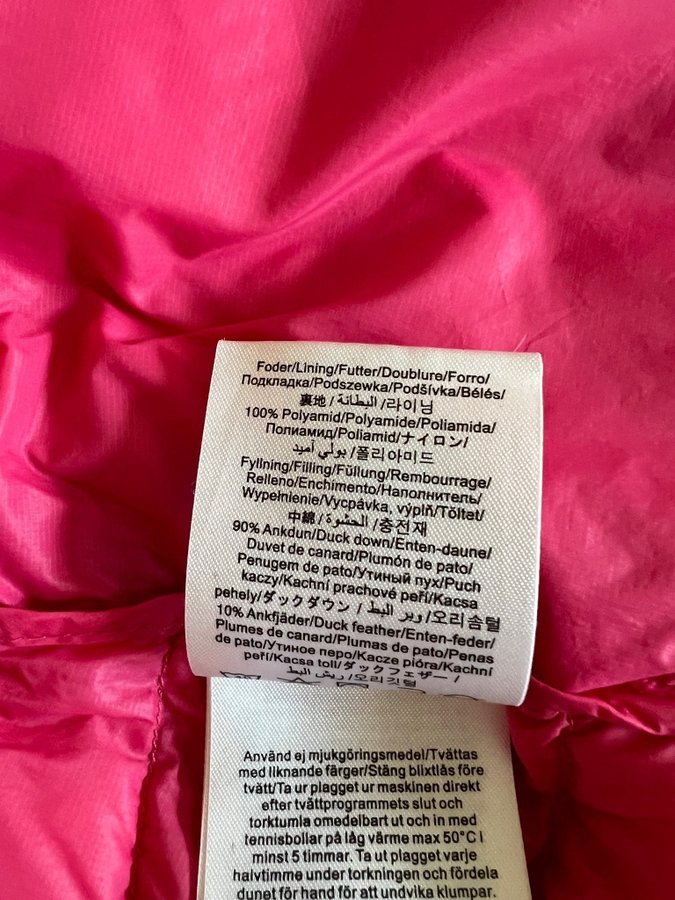 Foder/Lining/Futter/Doublure/Forro/
Подкладка/Podszewka/Podšívka/Bélés/
裏地/البطانة/라이닝
100% Polyamid/Polyamide/Poliamida/
Полиамид/Poliamid/ナイロン/
بولي أميد/폴리아미드
Fyllning/Filling/Füllung/Rembourrage/
Relleno/Enchimento/Наполнитель/
Wypełnienie/Vycpávka, výplň/Töltet/
中綿/الحشوة/충전재
90% Ankdun/Duck down/Enten-daune/
Duvet de canard/Plumón de pato/
Penugem de pato/Утиный пух/Puch
kaczy/Kachní prachové peří/Kacsa
pehely/ダックダウン/وبر البط/오리솜털
10% Ankfjäder/Duck feather/Enten-feder/
Plumes de canard/Plumas de pato/Penas
de pato/Утиное перо/Kacze pióra/Kachní
peří/Kacsa toll/ダックフェザー/
ريش البط/오리깃털
Använd ej mjukgöringsmedel/Tvättas
med liknande färger/Stäng blixtlås före
tvätt/Ta ur plagget ur maskinen direkt
efter tvättprogrammets slut och
torktumla omedelbart ut och in med
tennisbollar på låg värme max 50°C i
minst 5 timmar. Ta ut plagget varje
halvtimme under torkningen och fördela
dunet för hand för att undvika klumpar.